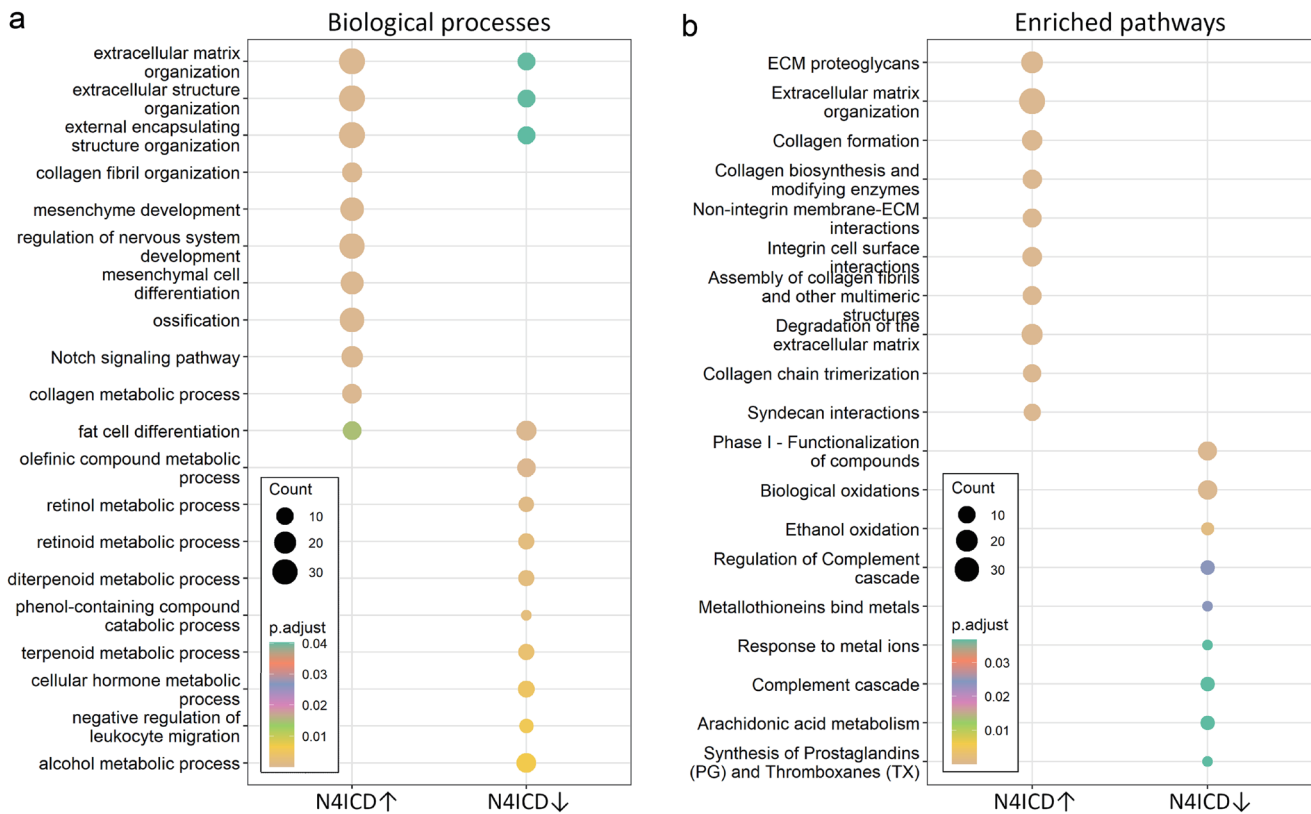 a
Biological processes
extracellular matrix
organization
extracellular structure
organization
external encapsulating
structure organization
collagen fibril organization
mesenchyme development
regulation of nervous system
development
mesenchymal cell
differentiation
ossification
Notch signaling pathway
collagen metabolic process
fat cell differentiation
olefinic compound metabolic
process
retinol metabolic process
retinoid metabolic process
diterpenoid metabolic process
phenol-containing compound
catabolic process
terpenoid metabolic process
cellular hormone metabolic
process
negative regulation of
leukocyte migration
alcohol metabolic process
Count
10
20
30
p.adjust
0.04
0.03
0.02
0.01
N4ICD↑
N4ICD↓
b
Enriched pathways
ECM proteoglycans
Extracellular matrix
organization
Collagen formation
Collagen biosynthesis and
modifying enzymes
Non-integrin membrane-ECM
interactions
Integrin cell surface
interactions
Assembly of collagen fibrils
and other multimeric
structures
Degradation of the
extracellular matrix
Collagen chain trimerization
Syndecan interactions
Phase I - Functionalization
of compounds
Biological oxidations
Ethanol oxidation
Regulation of Complement
cascade
Metallothioneins bind metals
Response to metal ions
Complement cascade
Arachidonic acid metabolism
Synthesis of Prostaglandins
(PG) and Thromboxanes (TX)
Count
10
20
30
p.adjust
0.03
0.02
0.01
N4ICD↑
N4ICD↓